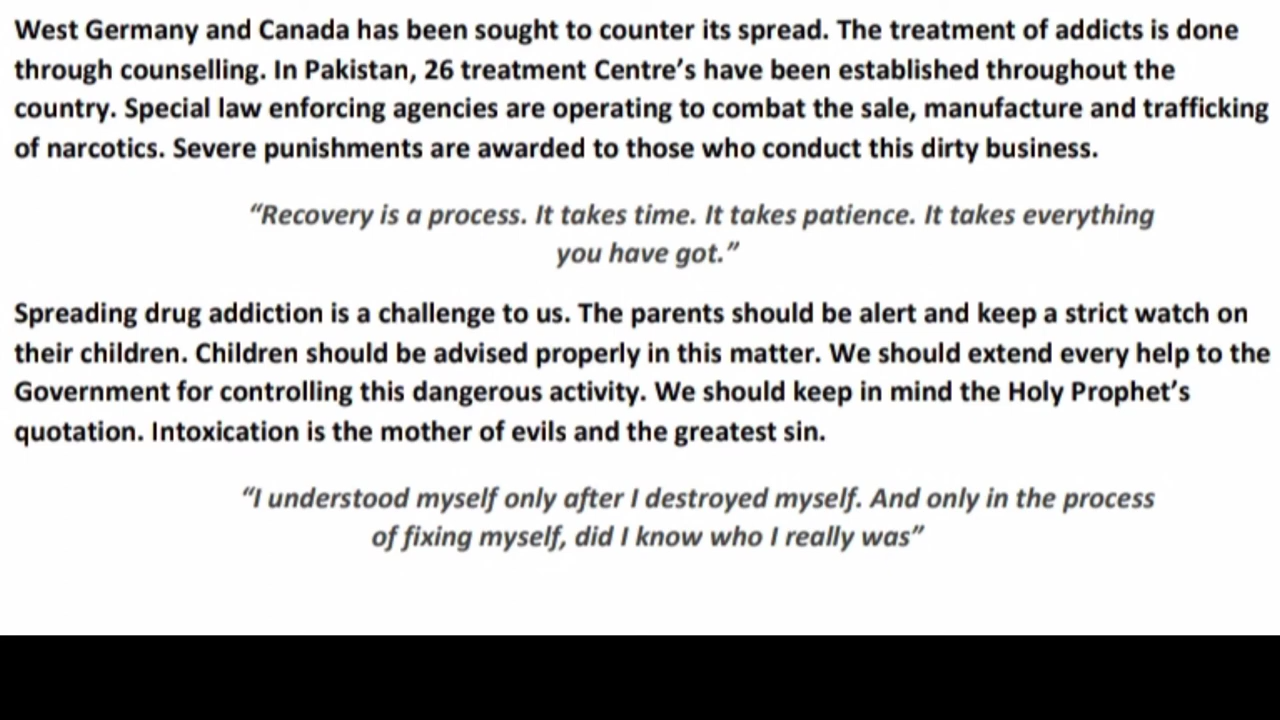 West Germany and Canada has been sought to counter its spread. The treatment of addicts is done
through counselling. In Pakistan, 26 treatment Centre’s have been established throughout the
country. Special law enforcing agencies are operating to combat the sale, manufacture and trafficking
of narcotics. Severe punishments are awarded to those who conduct this dirty business.
“Recovery is a process. It takes time. It takes patience. It takes everything
you have got.”
Spreading drug addiction is a challenge to us. The parents should be alert and keep a strict watch on
their children. Children should be advised properly in this matter. We should extend every help to the
Government for controlling this dangerous activity. We should keep in mind the Holy Prophet’s
quotation. Intoxication is the mother of evils and the greatest sin.
“I understood myself only after I destroyed myself. And only in the process
of fixing myself, did I know who I really was”